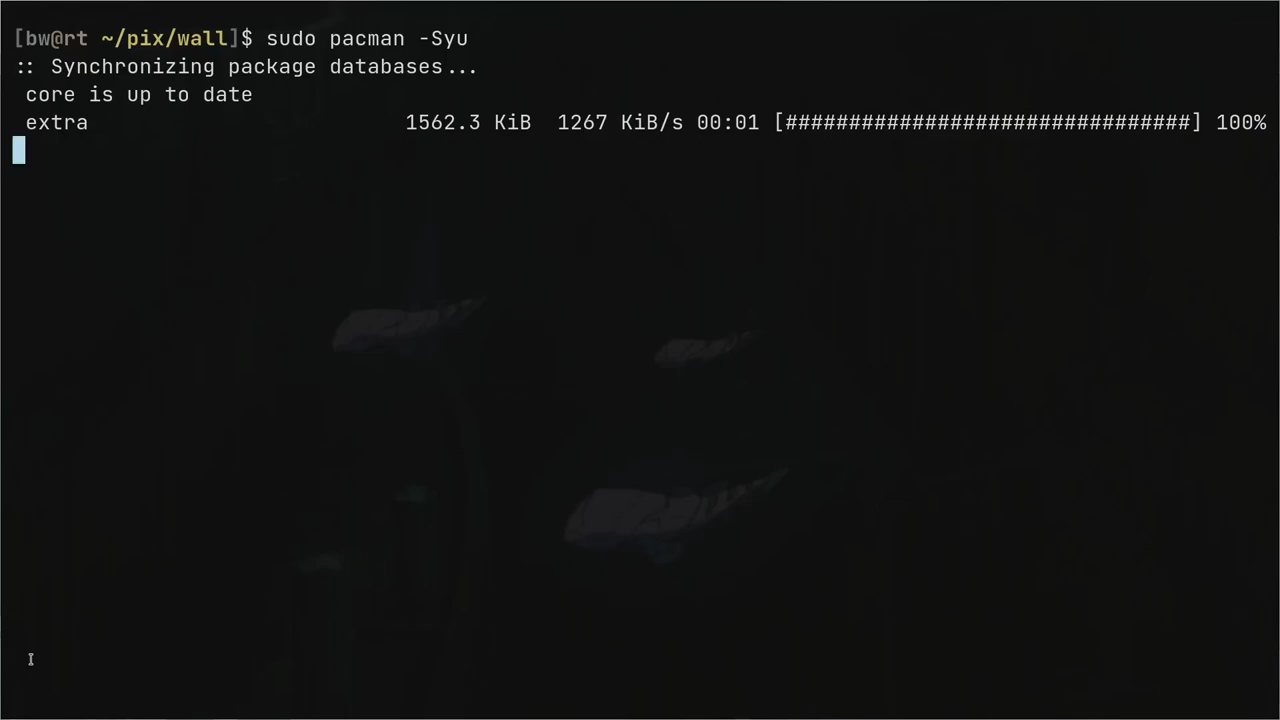 [bw@rt ~/pix/wall]$ sudo pacman -Syu
:: Synchronizing package databases...
core is up to date
extra 1562.3 KiB 1267 KiB/s 00:01 [################################] 100%